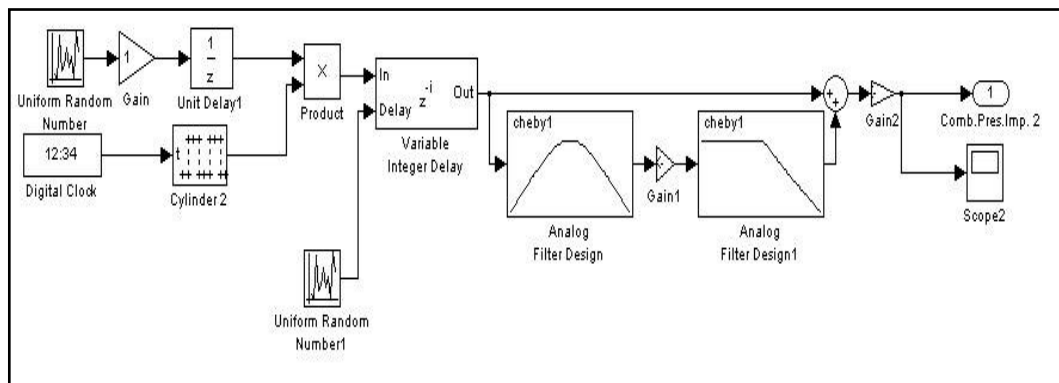 1
Uniform Random
Number
Gain
1
z
Unit Delay1
X
Product
12:34
Digital Clock
t
Cylinder 2
In
Delay
z
-i
Out
Variable
Integer Delay
Uniform Random
Number1
cheby1
Analog
Filter Design
Gain1
cheby1
Analog
Filter Design1
+
+
Gain2
1
Comb.Pres.Imp. 2
Scope2